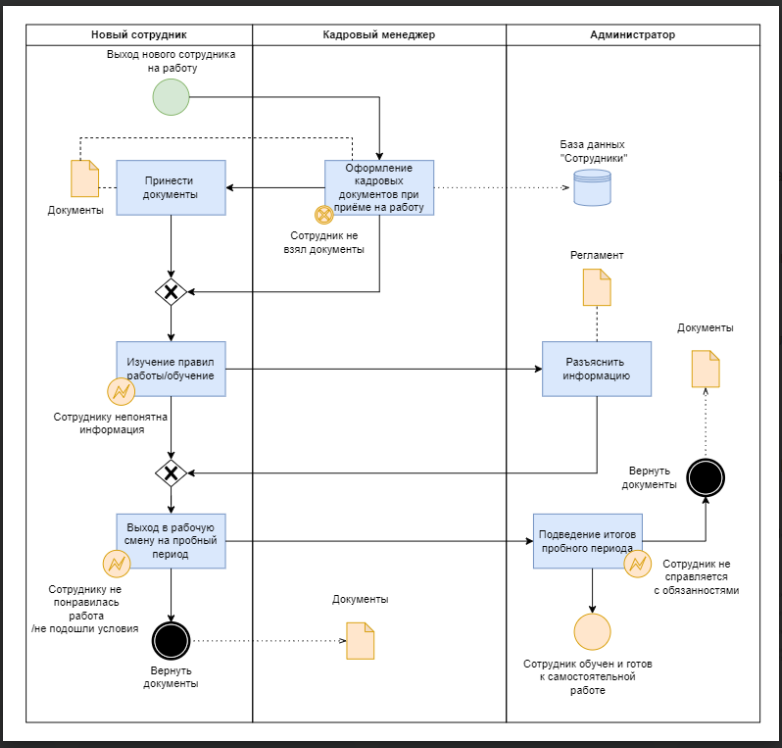 Новый сотрудник
Кадровый менеджер
Администратор
Выход нового сотрудника
на работу
База данных
"Сотрудники"
Принести
документы
Оформление
кадровых
документов при
приёме на работу
Документы
Сотрудник не
взял документы
Регламент
Документы
Изучение правил
работы/обучение
Разъяснить
информацию
Сотруднику непонятна
информация
Вернуть
документы
Выход в рабочую
смену на пробный
период
Подведение итогов
пробного периода
Сотрудник не
справляется
с обязанностями
Сотруднику не
понравилась
работа
/не подошли условия
Документы
Вернуть
документы
Сотрудник обучен и готов
к самостоятельной
работе